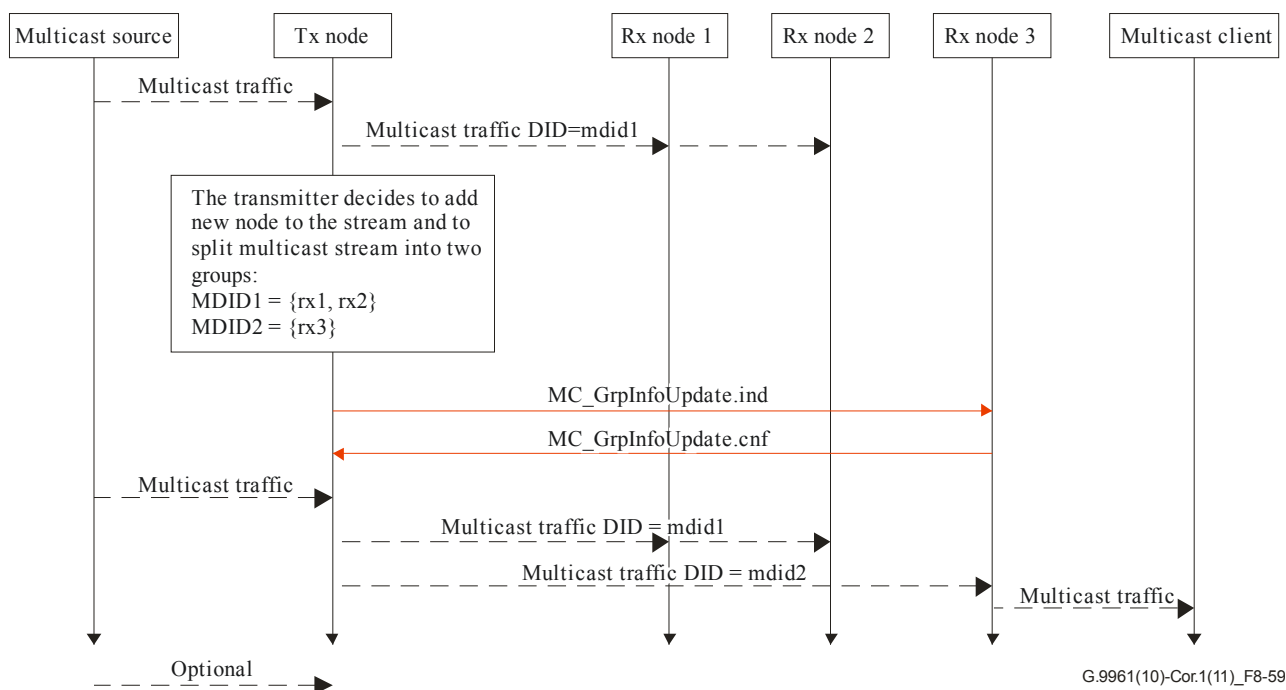 Multicast source
Tx node
Rx node 1
Rx node 2
Rx node 3
Multicast client
Multicast traffic
Multicast traffic DID=mdid1
The transmitter decides to add
new node to the stream and to
split multicast stream into two
groups:
MDID1 = {rx1, rx2}
MDID2 = {rx3}
MC_GrpInfoUpdate.ind
MC_GrpInfoUpdate.cnf
Multicast traffic
Multicast traffic DID = mdid1
Multicast traffic DID = mdid2
Multicast traffic
Optional
G.9961(10)-Cor.1(11)_F8-59